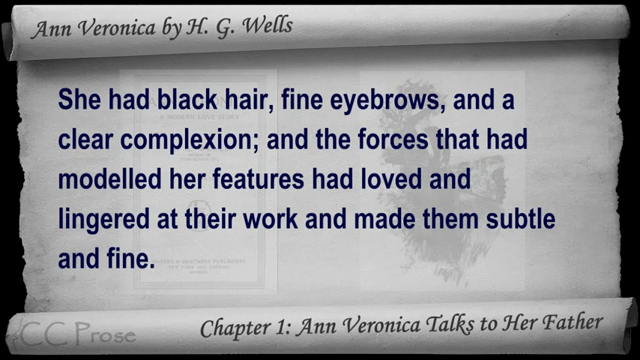 Ann Veronica by H. G. Wells
She had black hair, fine eyebrows, and a
clear complexion; and the forces that had
modelled her features had loved and
lingered at their work and made them subtle
and fine.
CC Prose
Chapter 1: Ann Veronica Talks to Her Father